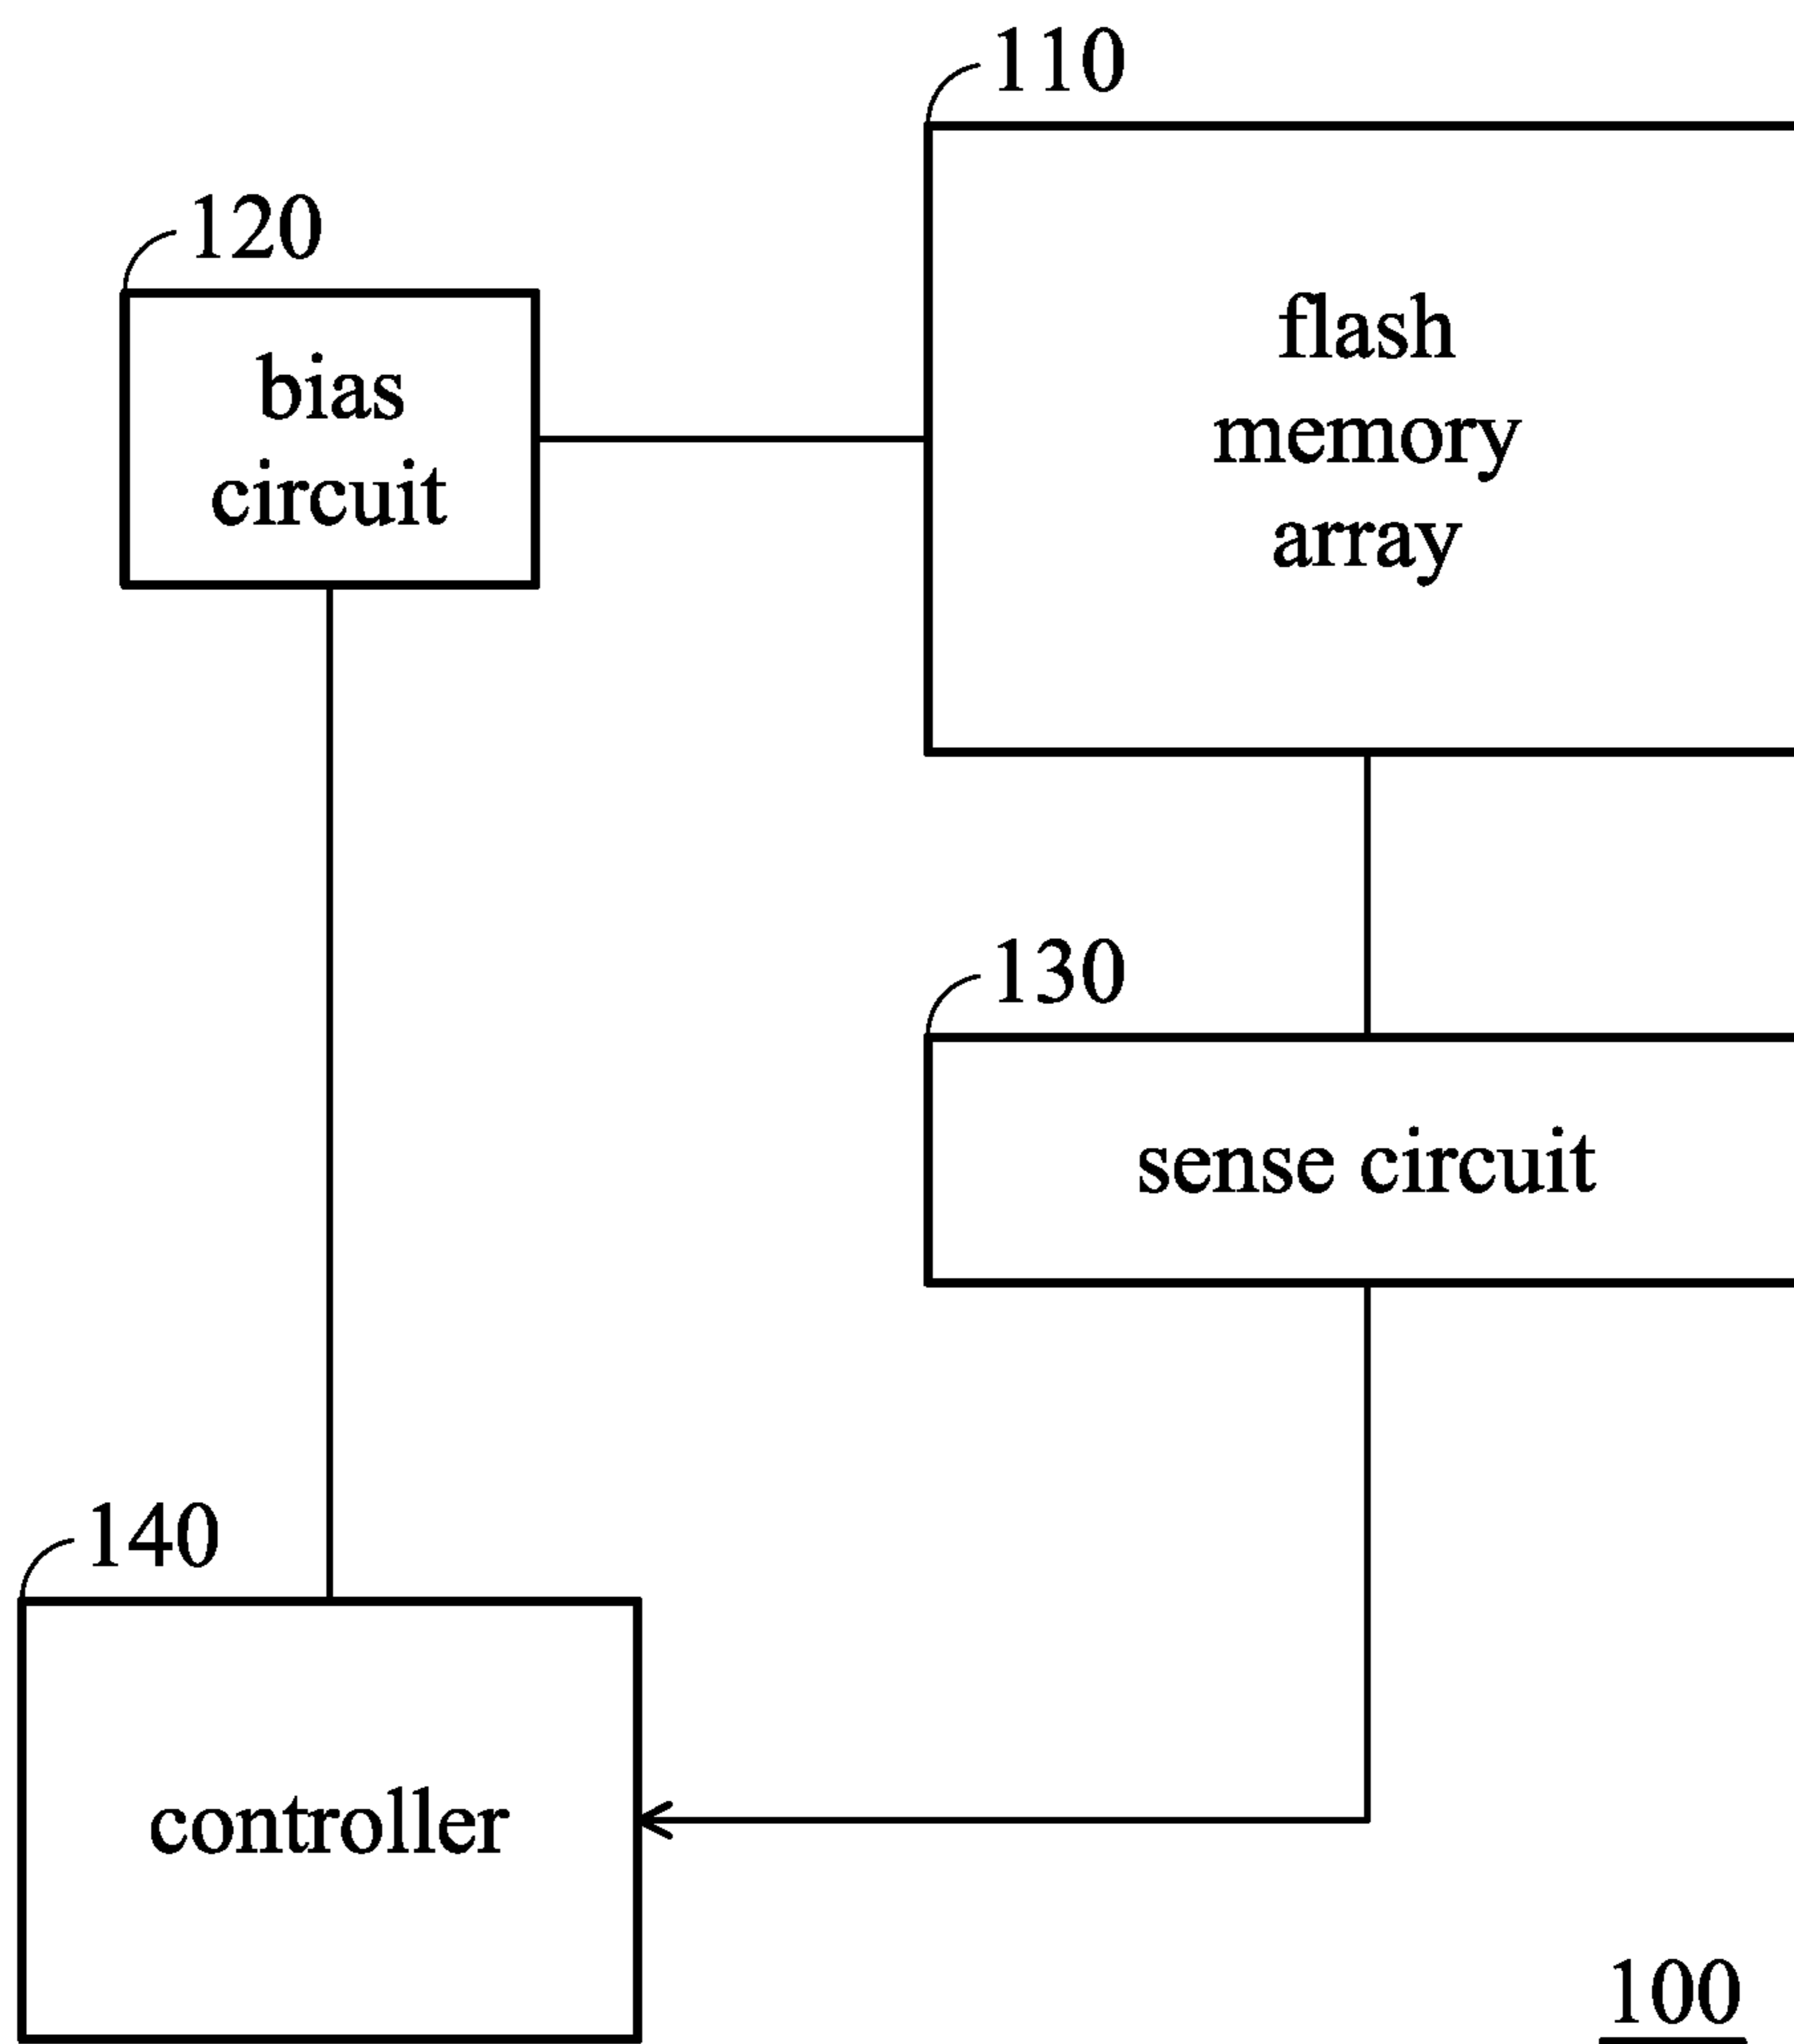 110
120
flash
memory
array
bias
circuit
130
sense circuit
140
controller
100